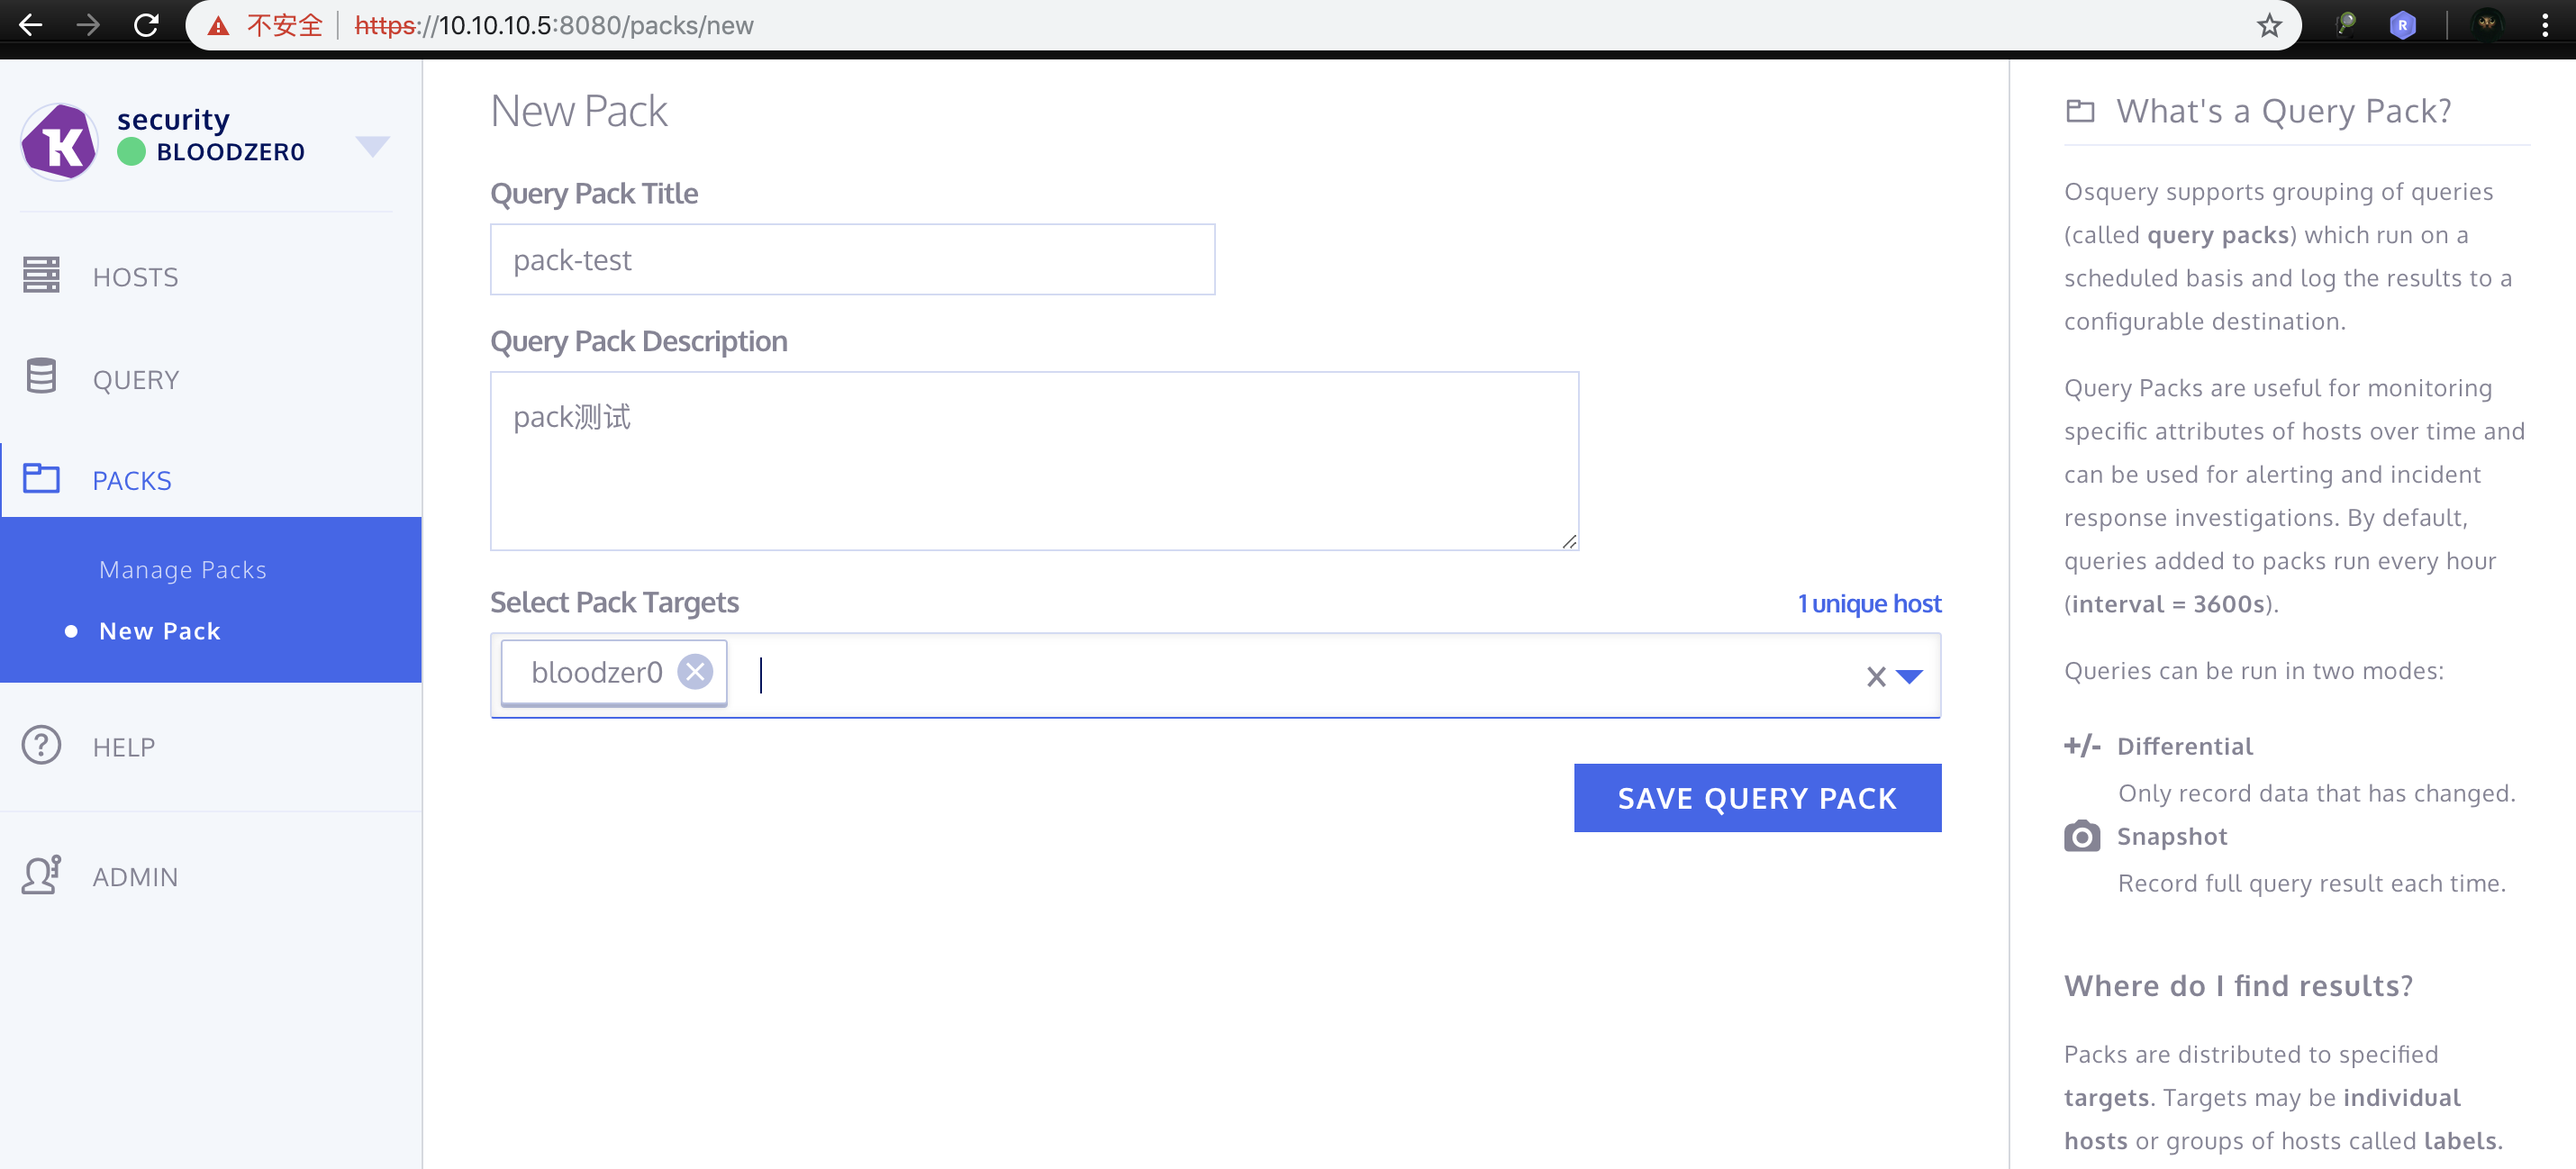 不安全 https://10.10.10.5:8080/packs/new
R
K
security
BLOODZER0
HOSTS
QUERY
PACKS
Manage Packs
New Pack
HELP
ADMIN
New Pack
Query Pack Title
pack-test
Query Pack Description
pack测试
Select Pack Targets
1 unique host
bloodzer0
SAVE QUERY PACK
What's a Query Pack?
Osquery supports grouping of queries
(called query packs) which run on a
scheduled basis and log the results to a
configurable destination.
Query Packs are useful for monitoring
specific attributes of hosts over time and
can be used for alerting and incident
response investigations. By default,
queries added to packs run every hour
(interval = 3600s).
Queries can be run in two modes:
+/- Differential
Only record data that has changed.
Snapshot
Record full query result each time.
Where do I find results?
Packs are distributed to specified
targets. Targets may be individual
hosts or groups of hosts called labels.